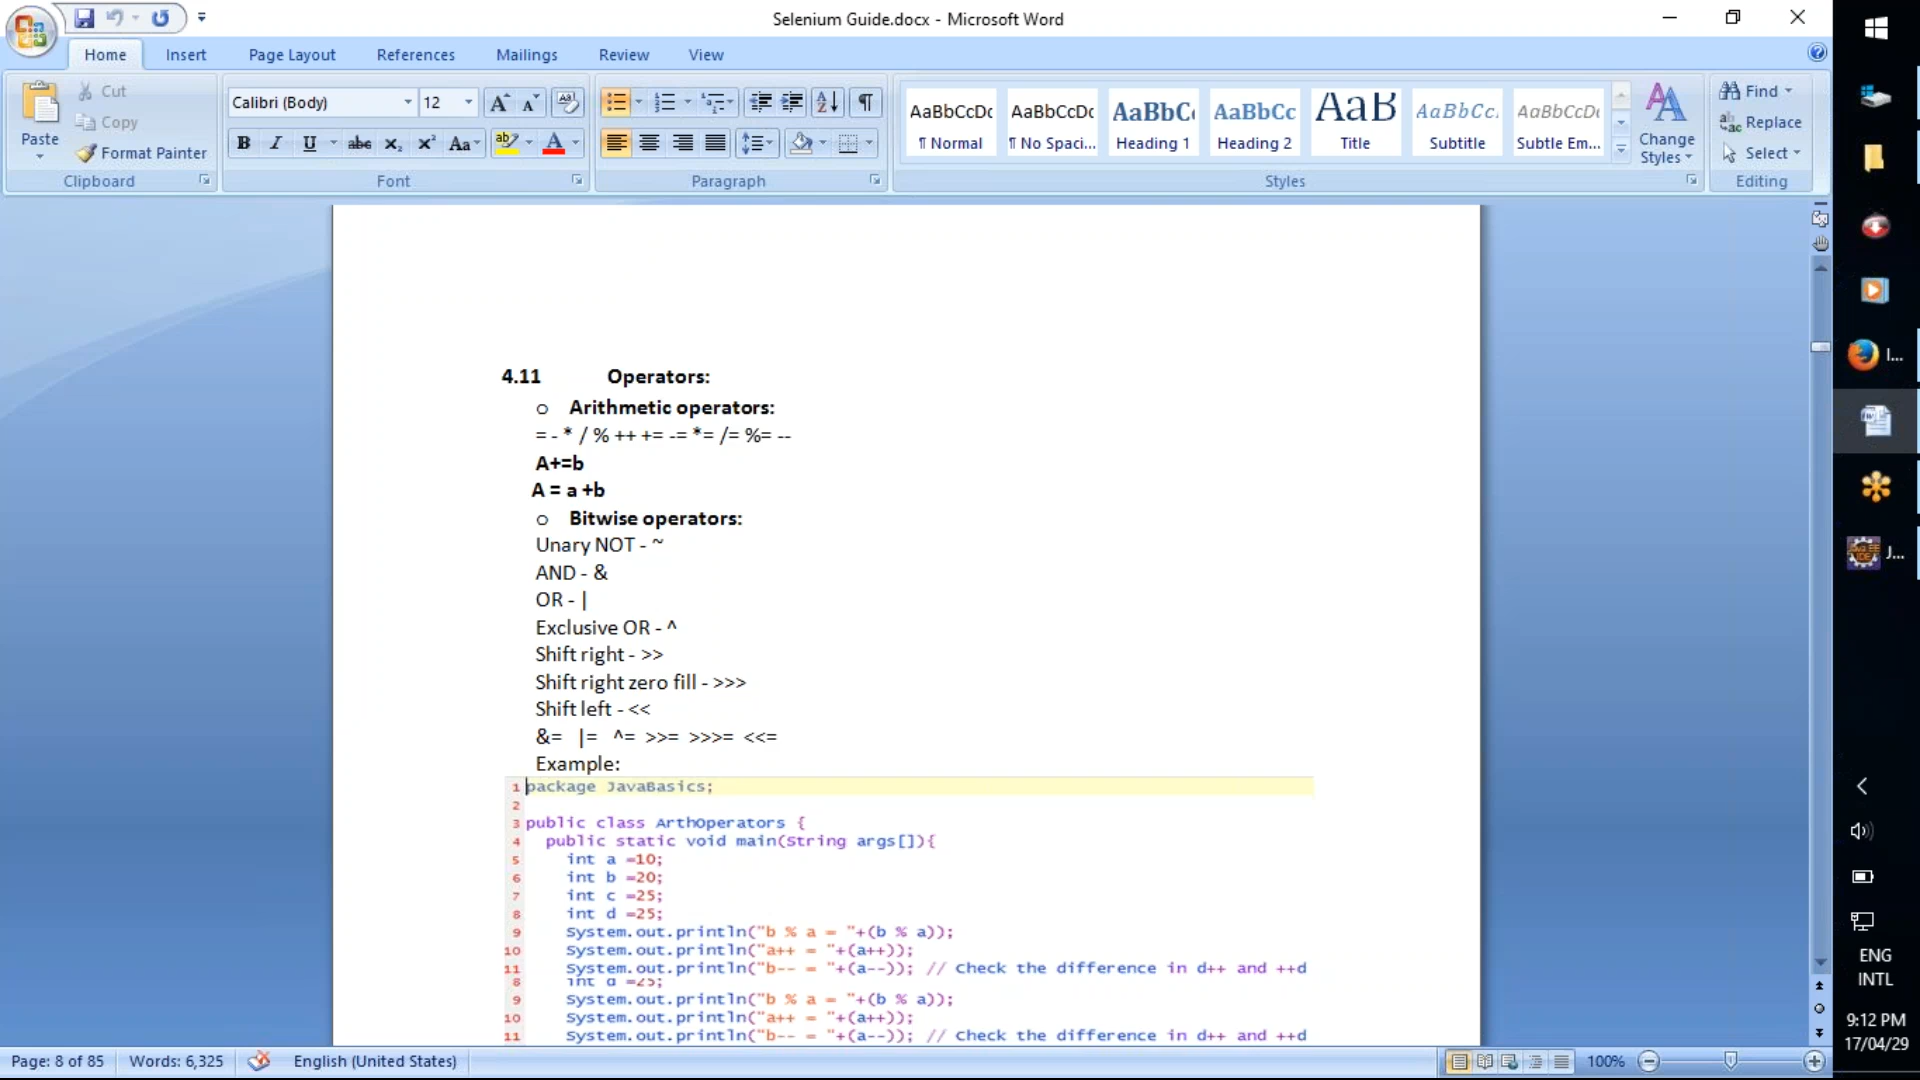 Selenium Guide.docx - Microsoft Word
Home Insert Page Layout References Mailings Review View
Cut
Copy
Format Painter
Paste
Clipboard
Calibri (Body) 12
Font
Paragraph
AaBbCcDc AaBbCcDc AaBbC AaBbCc AaB AaBbCc. AaBbCcDc
¶ Normal ¶ No Spaci... Heading 1 Heading 2 Title Subtitle Subtle Em...
Change Styles
Styles
Find
Replace
Select
Editing
4.11 Operators:
o Arithmetic operators:
= - * / % ++ += -= *= /= %= --
A+=b
A = a +b
o Bitwise operators:
Unary NOT - ~
AND - &
OR - |
Exclusive OR - ^
Shift right - >>
Shift right zero fill - >>>
Shift left - <<
&= |= ^= >>= >>>= <<=
Example:
1 package JavaBasics;
2
3 public class ArthOperators {
4 public static void main(String args[]){
5 int a =10;
6 int b =20;
7 int c =25;
8 int d =25;
9 System.out.println("b % a = "+(b % a));
10 System.out.println("a++ = "+(a++));
11 System.out.println("b-- = "+(a--)); // Check the difference in d++ and ++d
8 int d =25;
9 System.out.println("b % a = "+(b % a));
10 System.out.println("a++ = "+(a++));
11 System.out.println("b-- = "+(a--)); // Check the difference in d++ and ++d
Page: 8 of 85 Words: 6,325 English (United States) 100%
I...
J...
ENG
INTL
9:12 PM
17/04/29